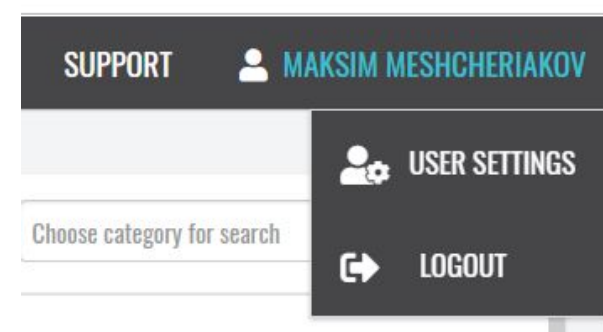 SUPPORT MAKSIM MESHCHERIAKOV
USER SETTINGS
Choose category for search
LOGOUT